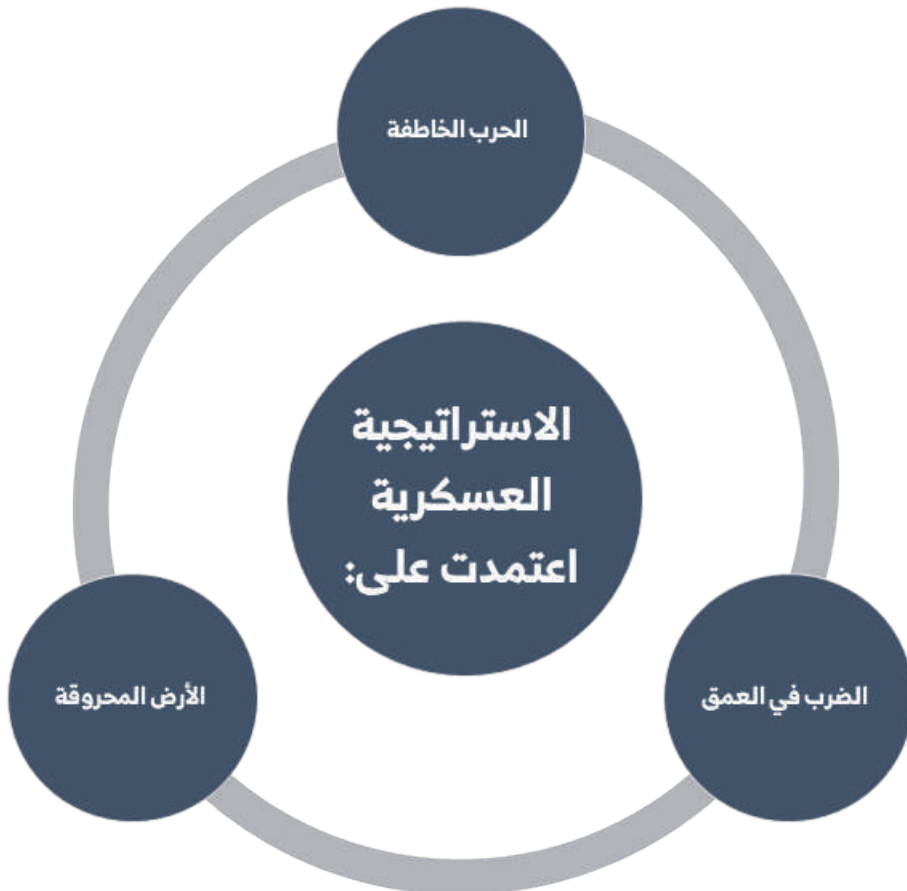 الحرب الخاطفة
الاستراتيجية
العسكرية
اعتمدت على:
الضرب في العمق
الأرض المحروقة